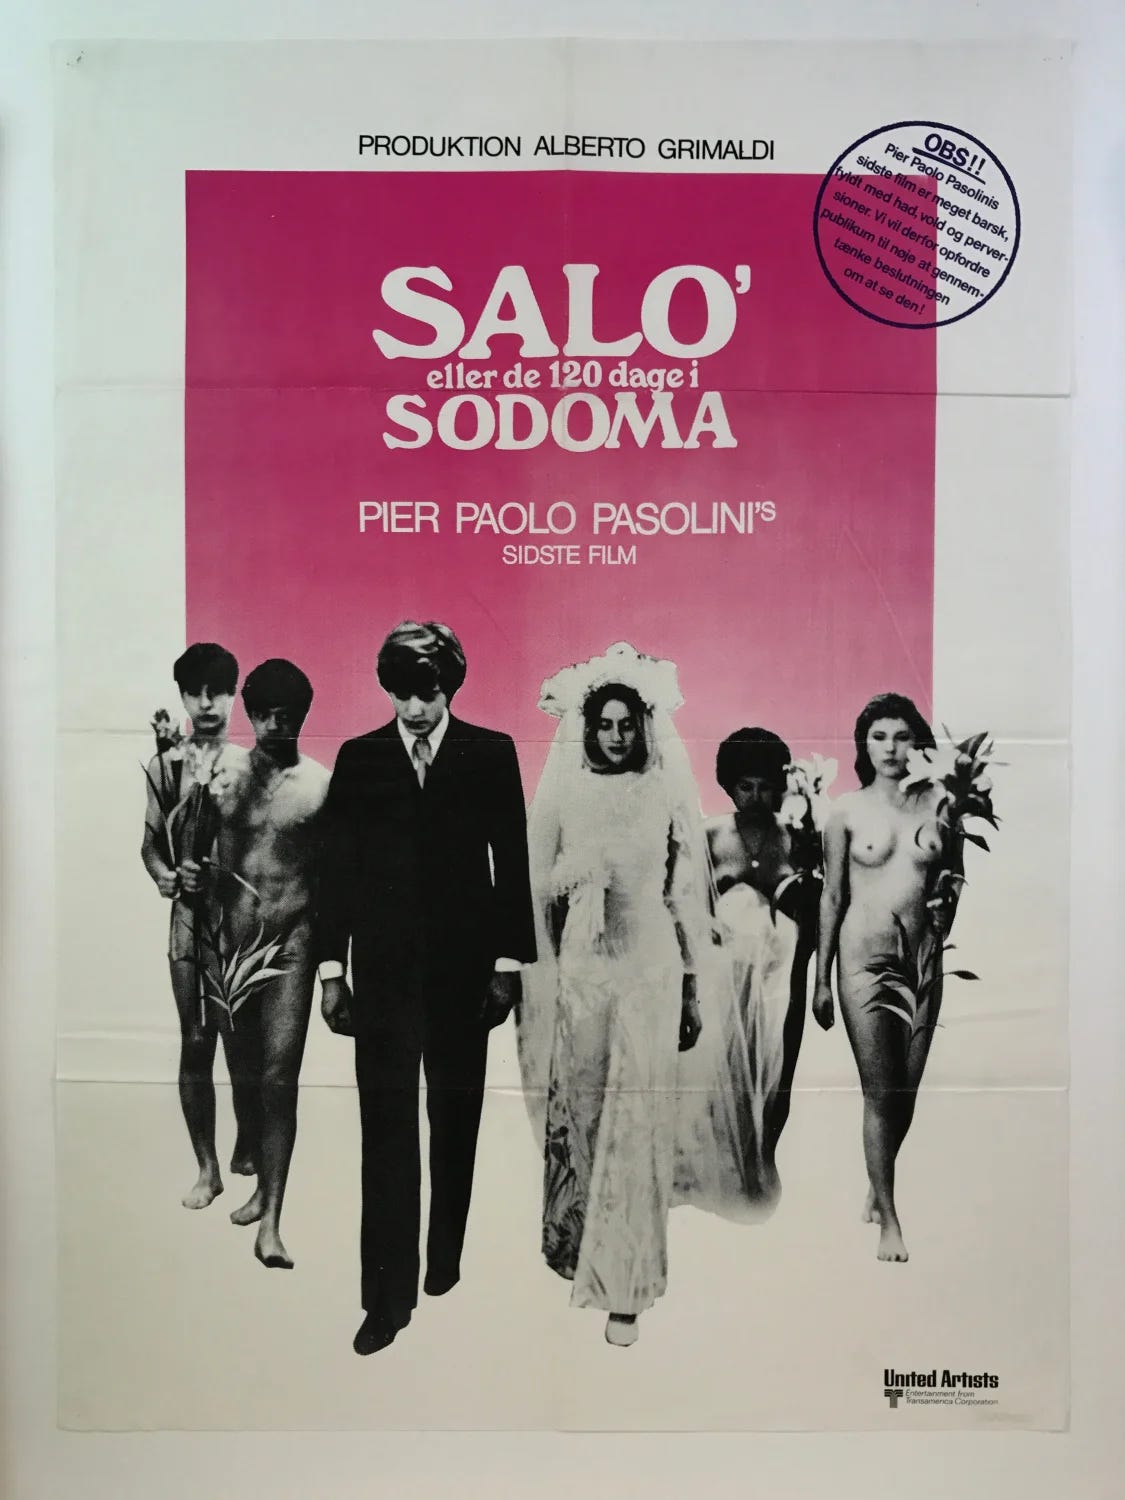 PRODUKTION ALBERTO GRIMALDI
OBS!!
Pier Paolo Pasolinis
sidste film er meget barsk,
fyldt med had, vold og perver-
sioner. Vi vil derfor opfordre
publikum til nøje at gennem-
tænke beslutningen
om at se den!
SALO'
eller de 120 dage i
SODOMA
PIER PAOLO PASOLINI'S
SIDSTE FILM
United Artists
Entertainment from
Transamerica Corporation